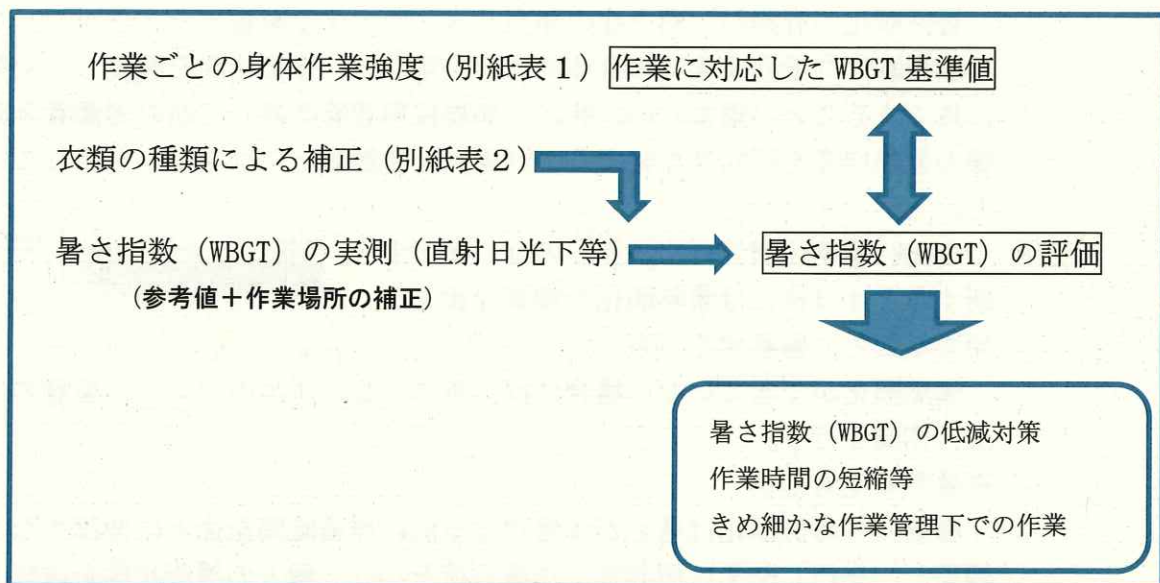 作業ごとの身体作業強度（別紙表１）作業に対応した WBGT 基準値
衣類の種類による補正（別紙表２）
暑さ指数（WBGT）の実測（直射日光下等）
暑さ指数（WBGT）の評価
（参考値＋作業場所の補正）
暑さ指数（WBGT）の低減対策
作業時間の短縮等
きめ細かな作業管理下での作業